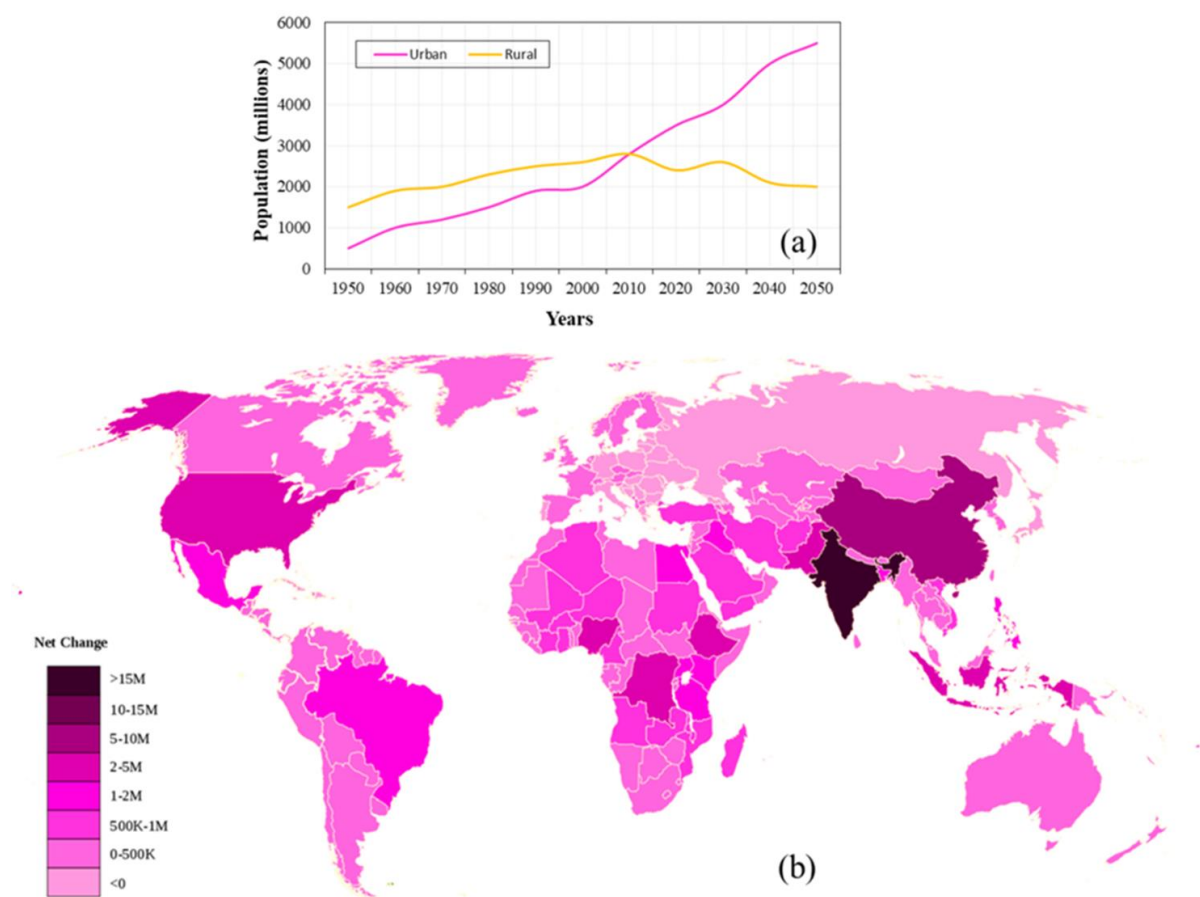 6000
5000
4000
3000
2000
1000
0
Population (millions)
Urban Rural
(a)
1950 1960 1970 1980 1990 2000 2010 2020 2030 2040 2050
Years
Net Change
>15M
10-15M
5-10M
2-5M
1-2M
500K-1M
0-500K
<0
(b)